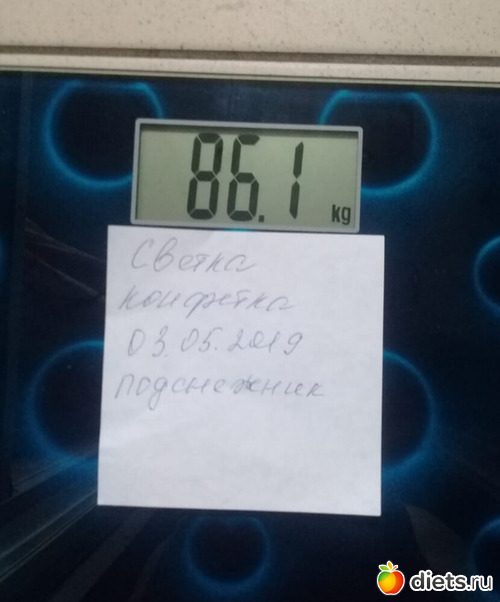 86.1 kg
Светка
конфетка
03.05.2019
подснежник
diets.ru